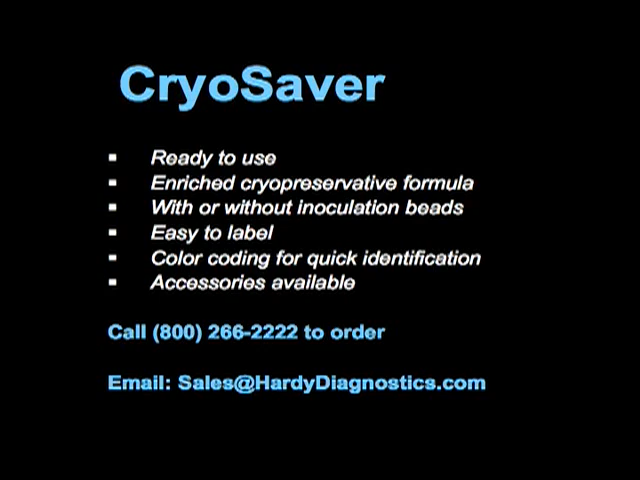 CryoSaver
▪ Ready to use
▪ Enriched cryopreservative formula
▪ With or without inoculation beads
▪ Easy to label
▪ Color coding for quick identification
▪ Accessories available
Call (800) 266-2222 to order
Email: Sales@HardyDiagnostics.com